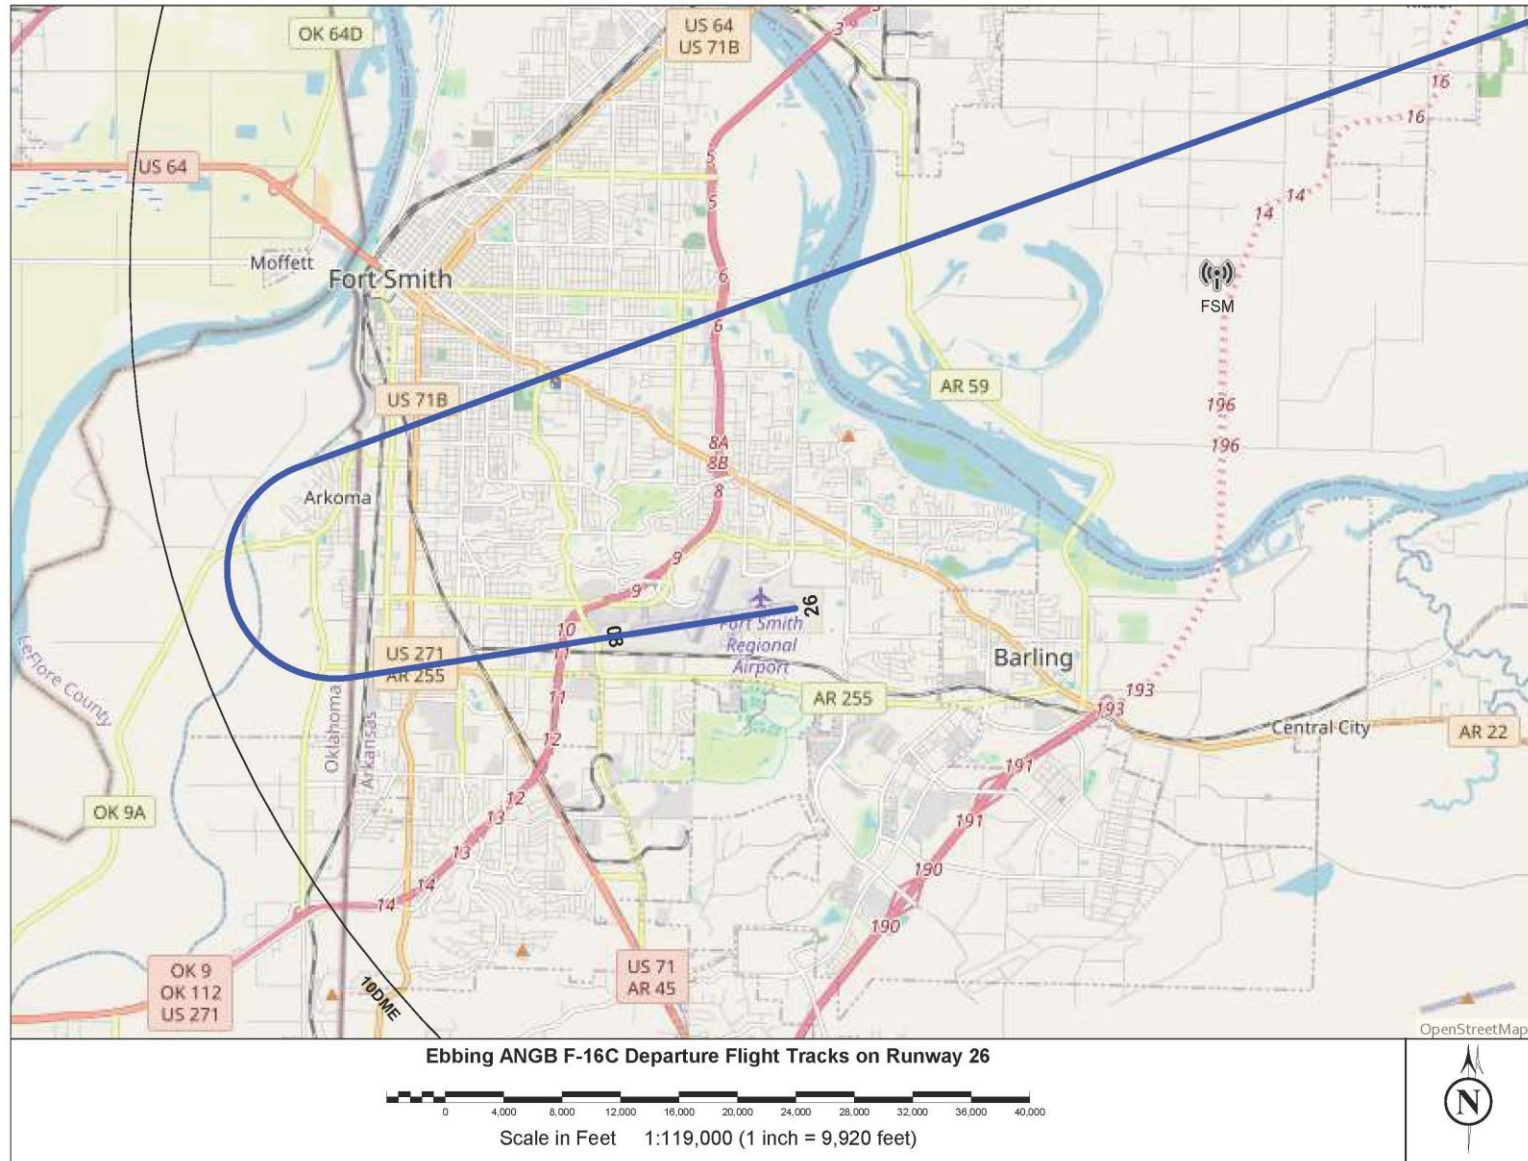 OK 64D
US 64
US 71B
3
16
16
US 64
5
5
14
14
Moffett
Fort Smith
6
FSM
6
US 71B
AR 59
196
196
8A
8B
8
Arkoma
9
9
26
10
08
Fort Smith
Regional
Airport
US 271
AR 255
Barling
LeFlore County
Oklahoma
Arkansas
11
AR 255
193
193
Central City
AR 22
12
12
191
191
OK 9A
13
13
14
14
190
190
10DME
OK 9
OK 112
US 271
US 71
AR 45
OpenStreetMap
Ebbing ANGB F-16C Departure Flight Tracks on Runway 26
0 4,000 8,000 12,000 16,000 20,000 24,000 28,000 32,000 36,000 40,000
Scale in Feet 1:119,000 (1 inch = 9,920 feet)
N